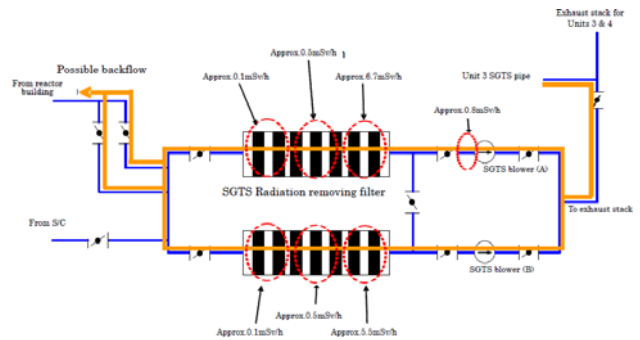 Exhaust stack for
Units 3 & 4
Approx.0.5mSv/h
Possible backflow
Approx.0.1mSv/h
Approx.6.7mSv/h
Unit 3 SGTS pipe
From reactor
building
Approx.0.8mSv/h
SGTS blower (A)
SGTS Radiation removing filter
To exhaust stack
From S/C
SGTS blower (B)
Approx.0.1mSv/h
Approx.0.5mSv/h
Approx.5.5mSv/h